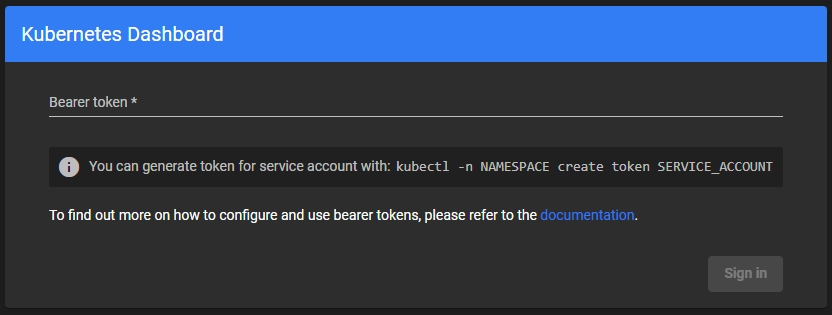 Kubernetes Dashboard
Bearer token *
You can generate token for service account with: kubectl -n NAMESPACE create token SERVICE_ACCOUNT
To find out more on how to configure and use bearer tokens, please refer to the documentation.
Sign in